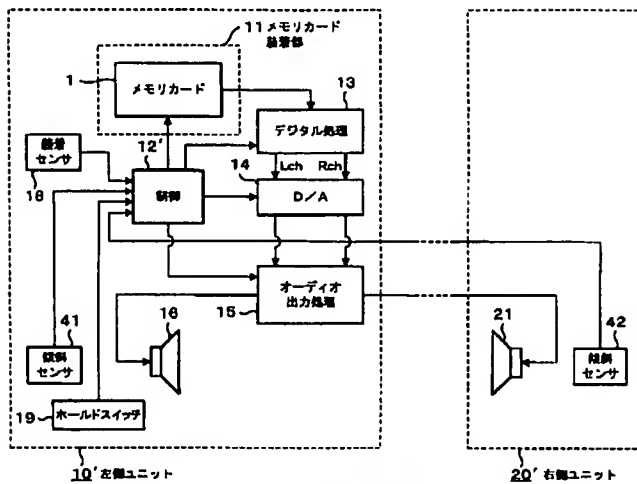 11 メモリカード
装着部
1
メモリカード
13
デジタル処理
装着
センサ
18
12'
制御
Lch Rch
14
D/A
オーディオ
出力処理
15
16
21
41
傾斜
センサ
42
傾斜
センサ
19
ホールドスイッチ
10' 左側ユニット
20' 右側ユニット